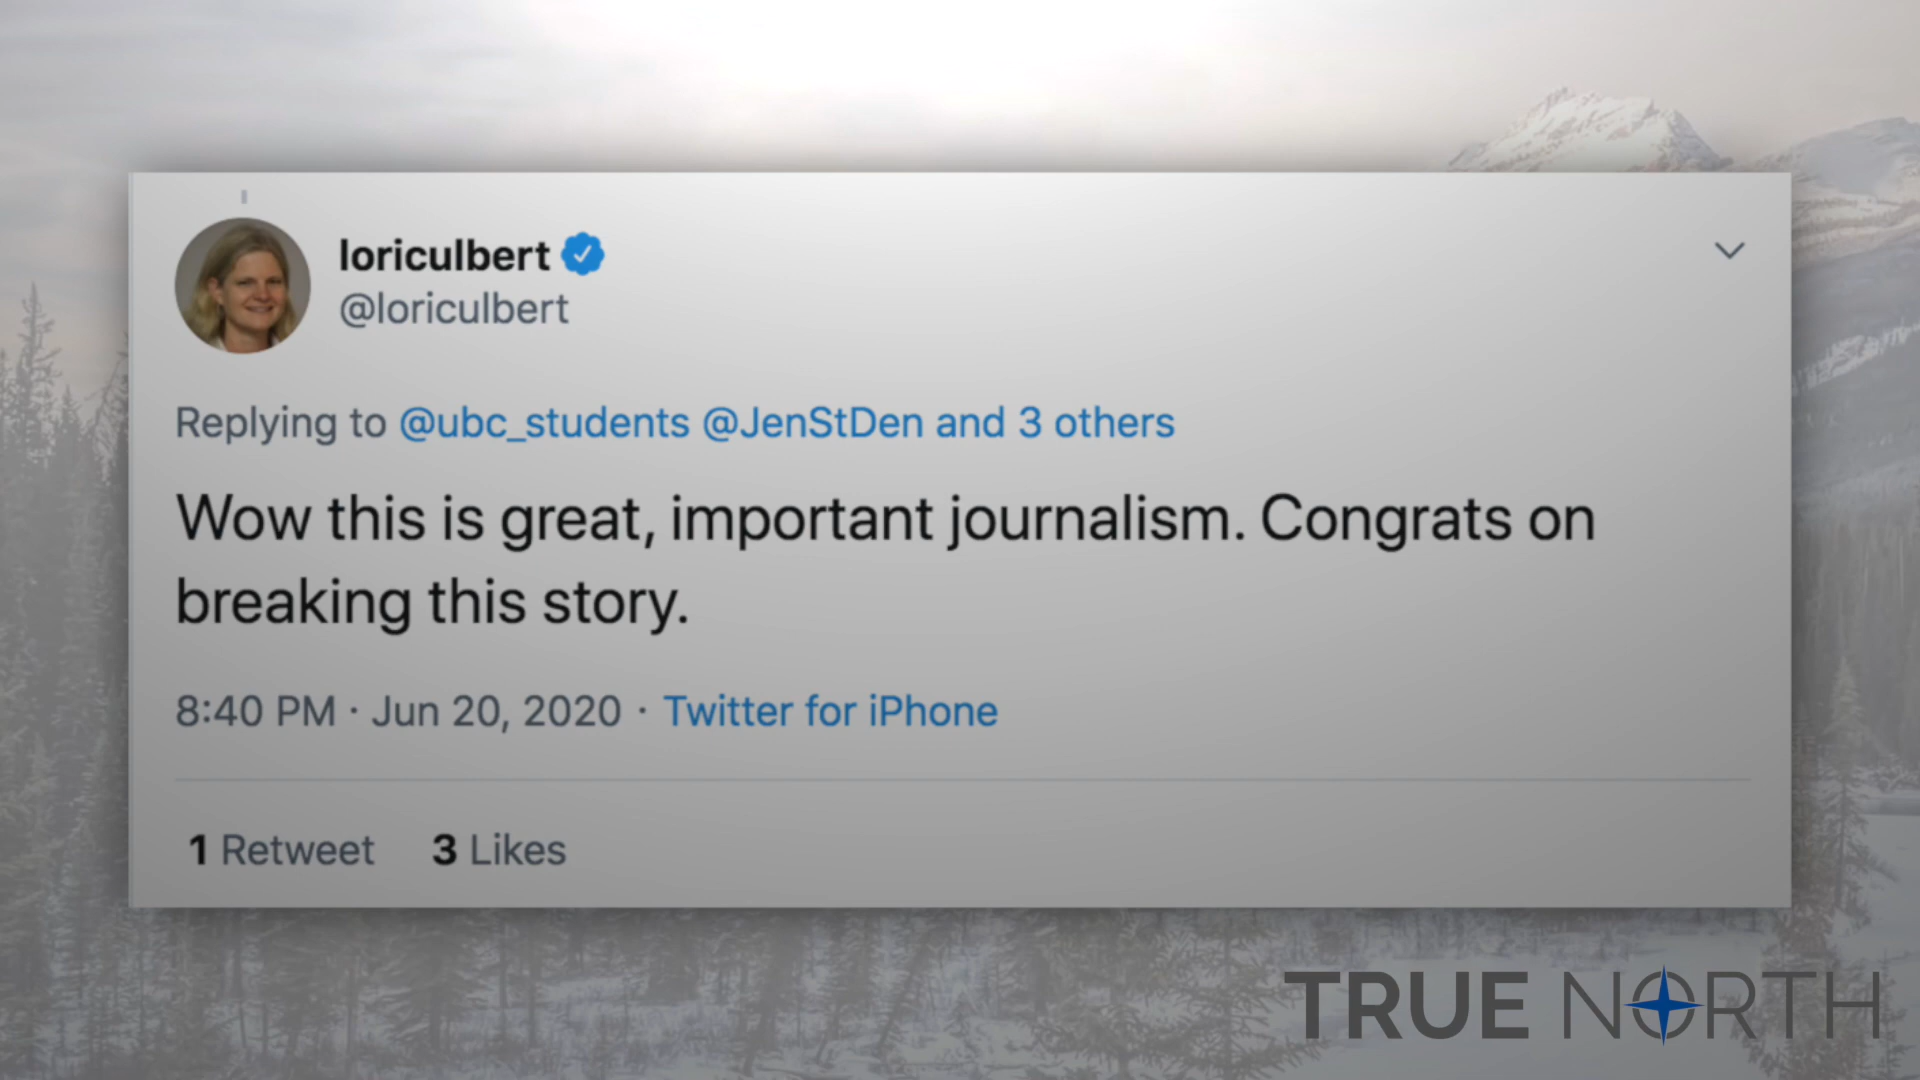 loriculbert
@loriculbert
Replying to @ubc_students @JenStDen and 3 others
Wow this is great, important journalism. Congrats on
breaking this story.
8:40 PM · Jun 20, 2020 · Twitter for iPhone
1 Retweet 3 Likes
TRUE NORTH